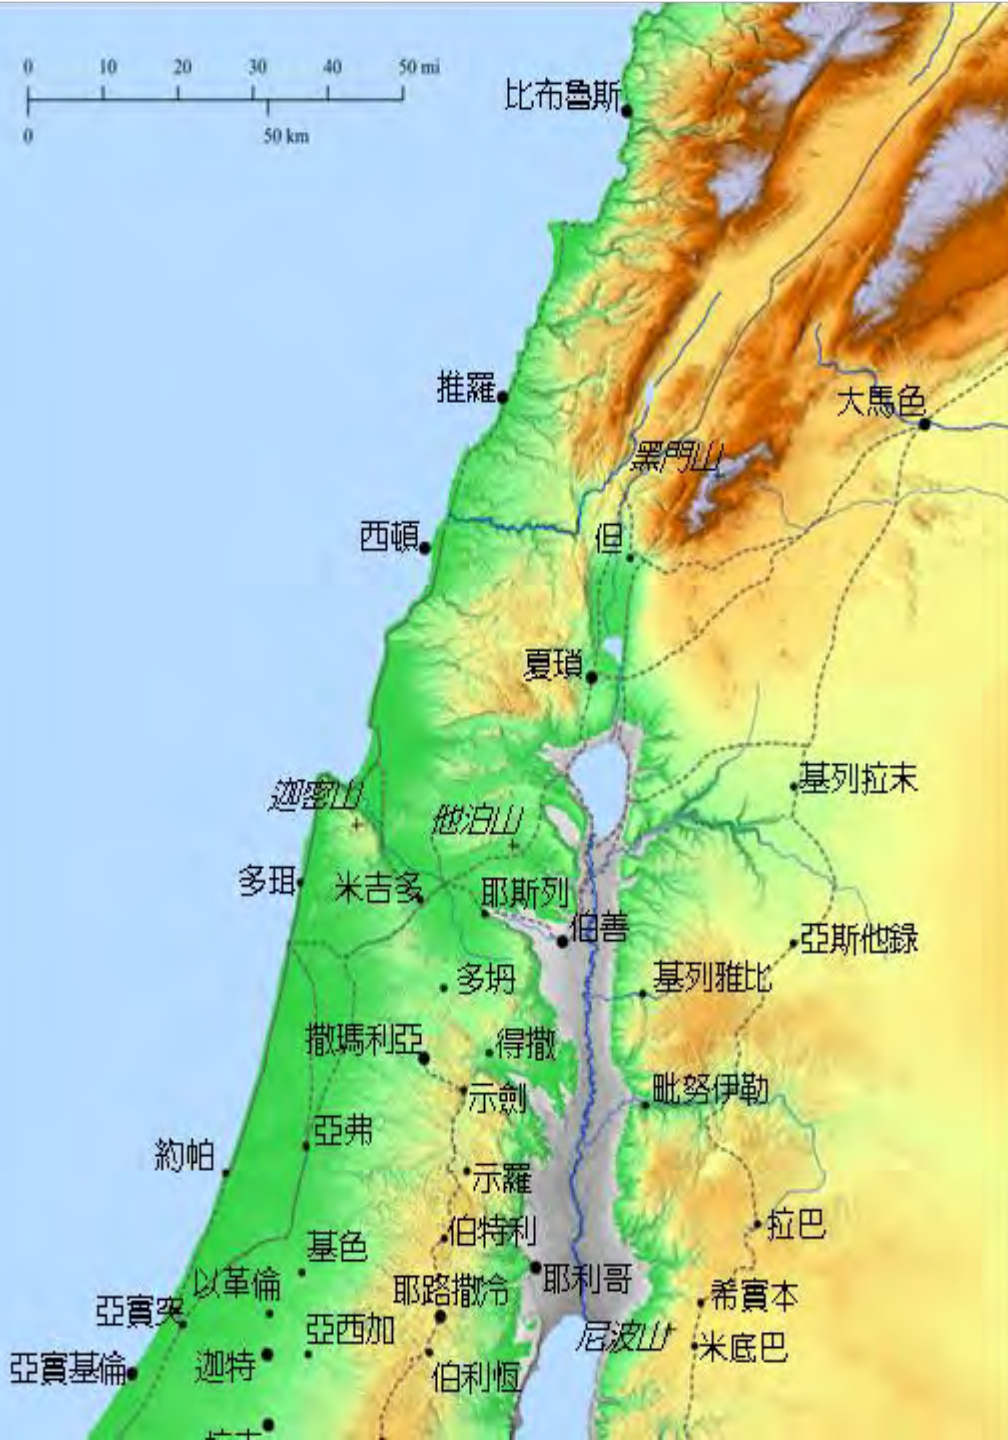 0 10 20 30 40 50 mi
0 50 km
比布魯斯
推羅
大馬色
黑門山
西頓
但
夏瑣
基列拉末
迦密山
他泊山
多珥
米吉多
耶斯列
伯善
亞斯他錄
多坍
基列雅比
撒瑪利亞
得撒
示劍
毗努伊勒
亞弗
約帕
示羅
伯特利
拉巴
基色
以革倫
耶路撒冷
耶利哥
希實本
亞實突
亞西加
尼波山
米底巴
亞實基倫
迦特
伯利恆